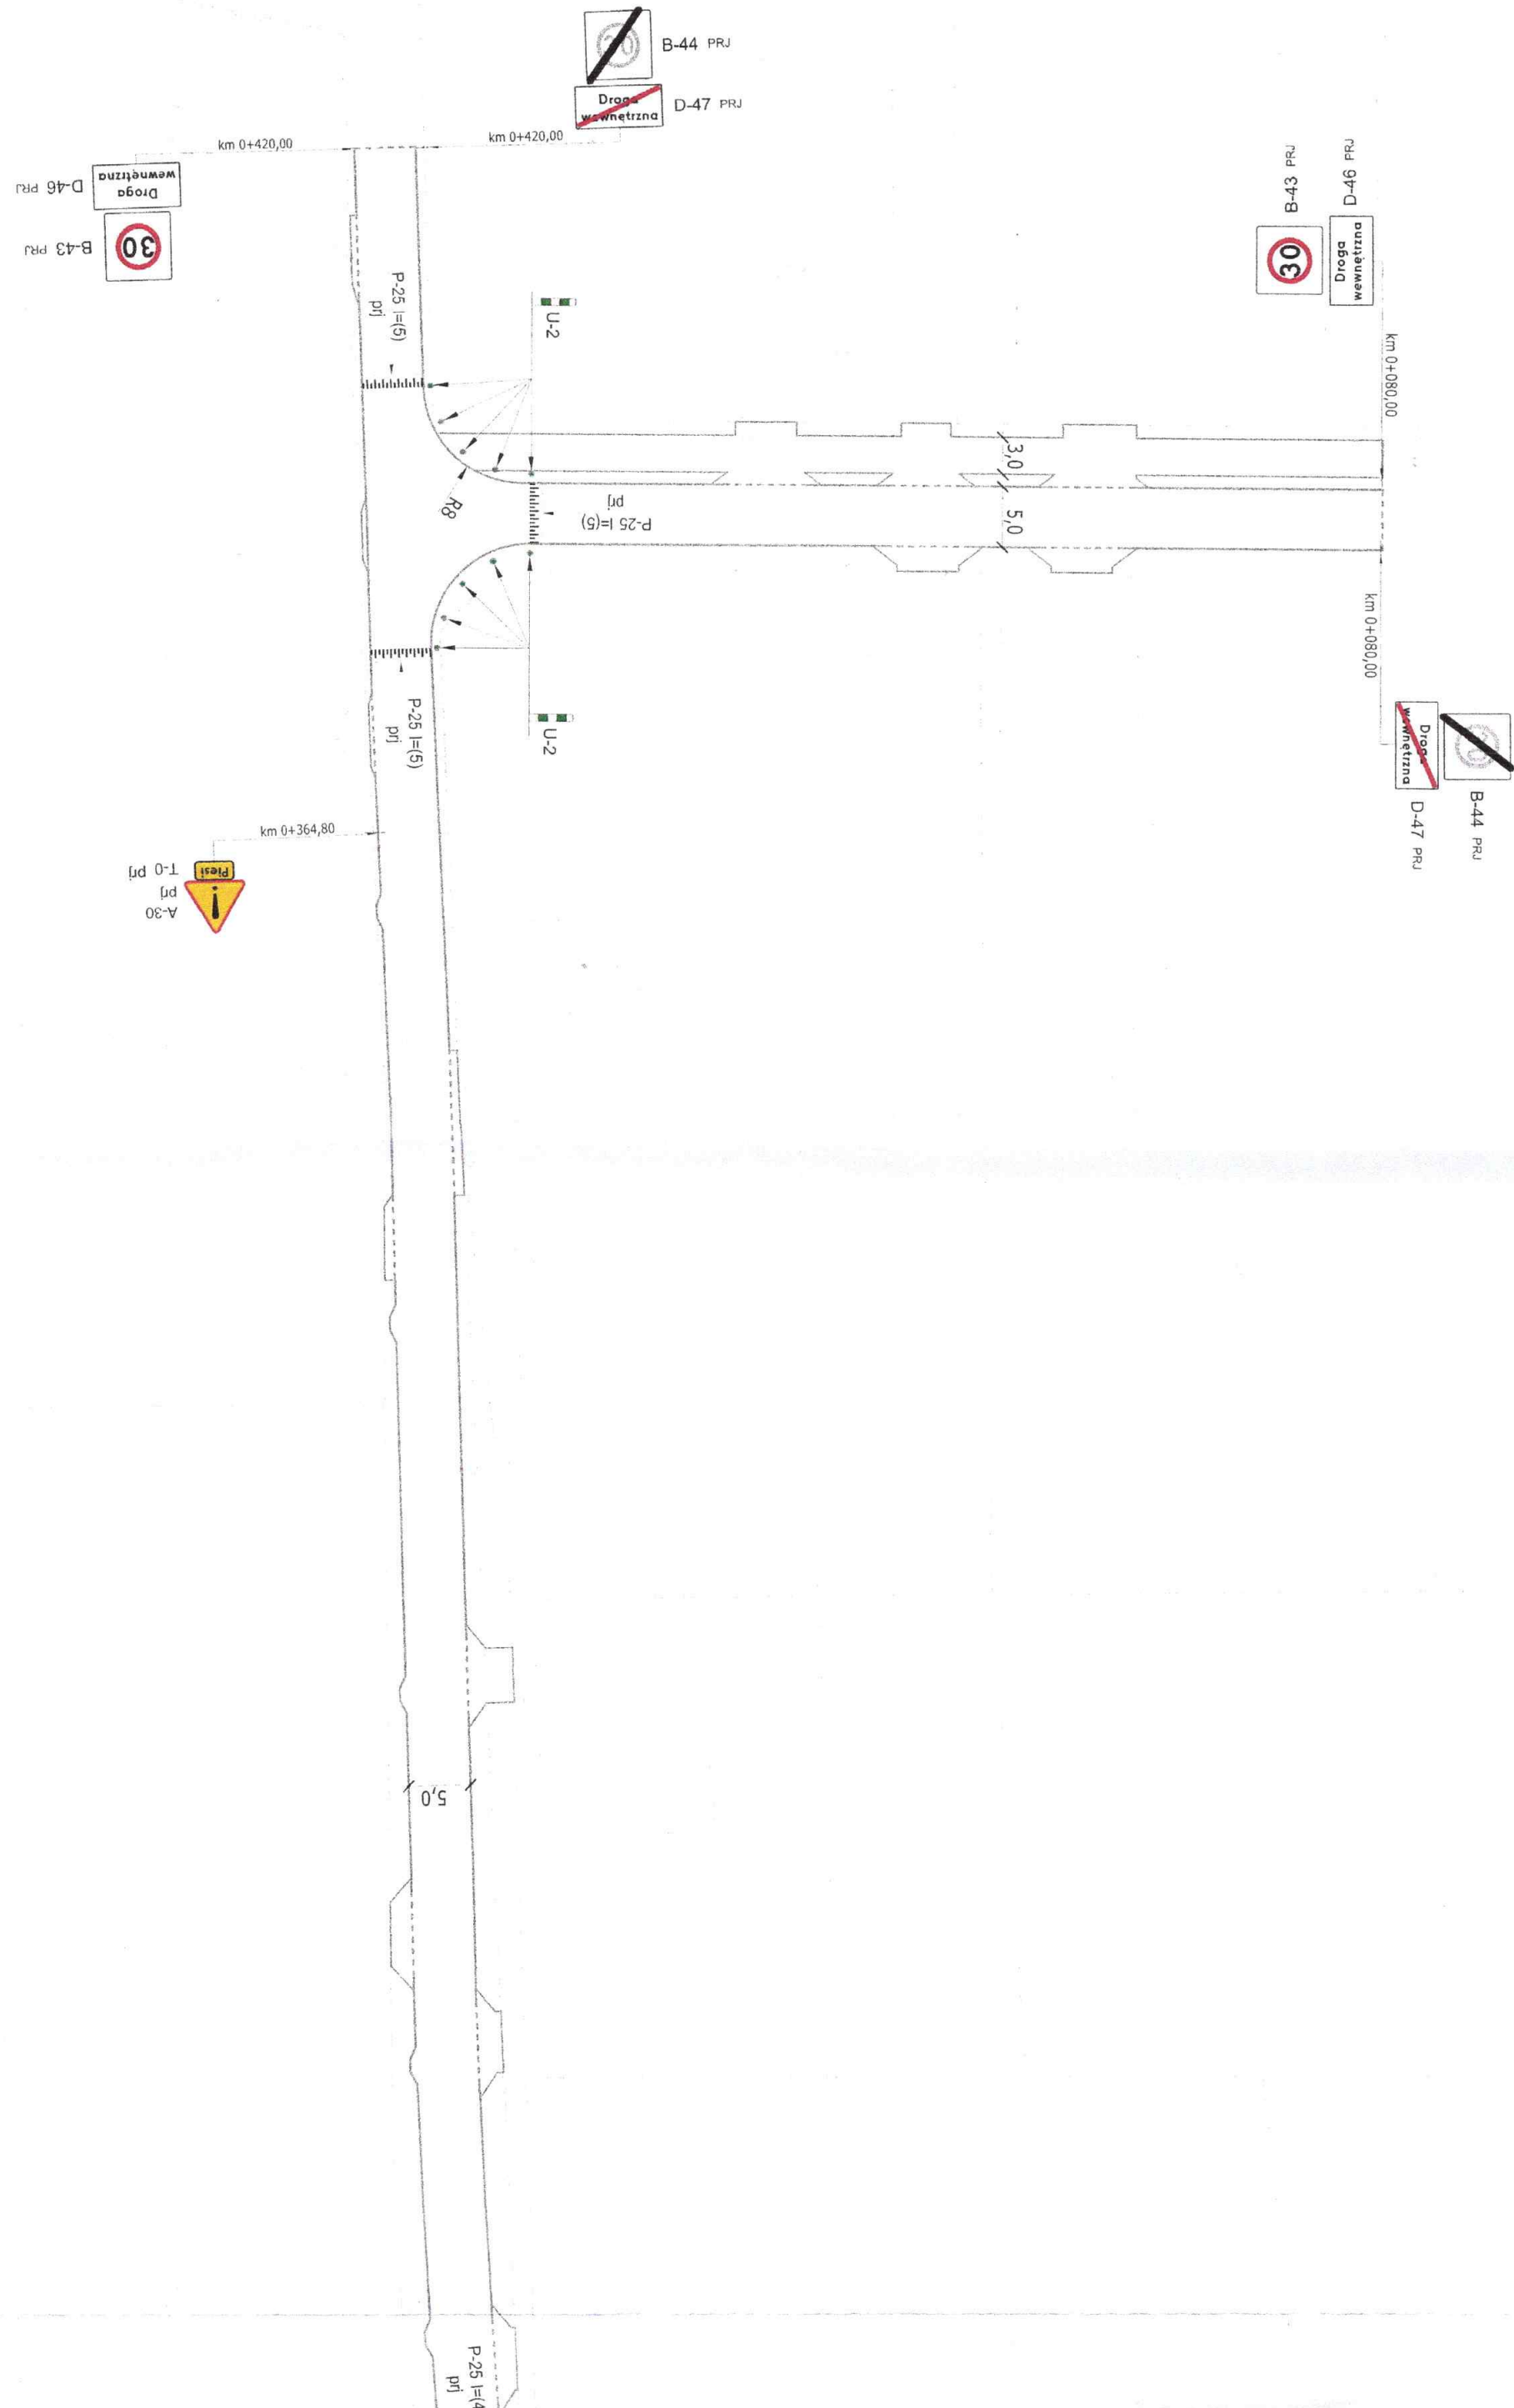 B-44 PRJ
Droga
wewnętrzna
D-47 PRJ
km 0+420,00
km 0+420,00
Droga
wewnętrzna
D-46 PRJ
30
B-43 PRJ
B-43 PRJ
30
D-46 PRJ
Droga
wewnętrzna
km 0+080,00
P-25 l=(5)
prj
U-2
3,0
R8
P-25 l=(5)
prj
5,0
km 0+080,00
Droga
wewnętrzna
D-47 PRJ
B-44 PRJ
P-25 l=(5)
prj
U-2
km 0+364,80
Piesi
T-0 prj
!
A-30
prj
5,0
P-25 l=(4
prj